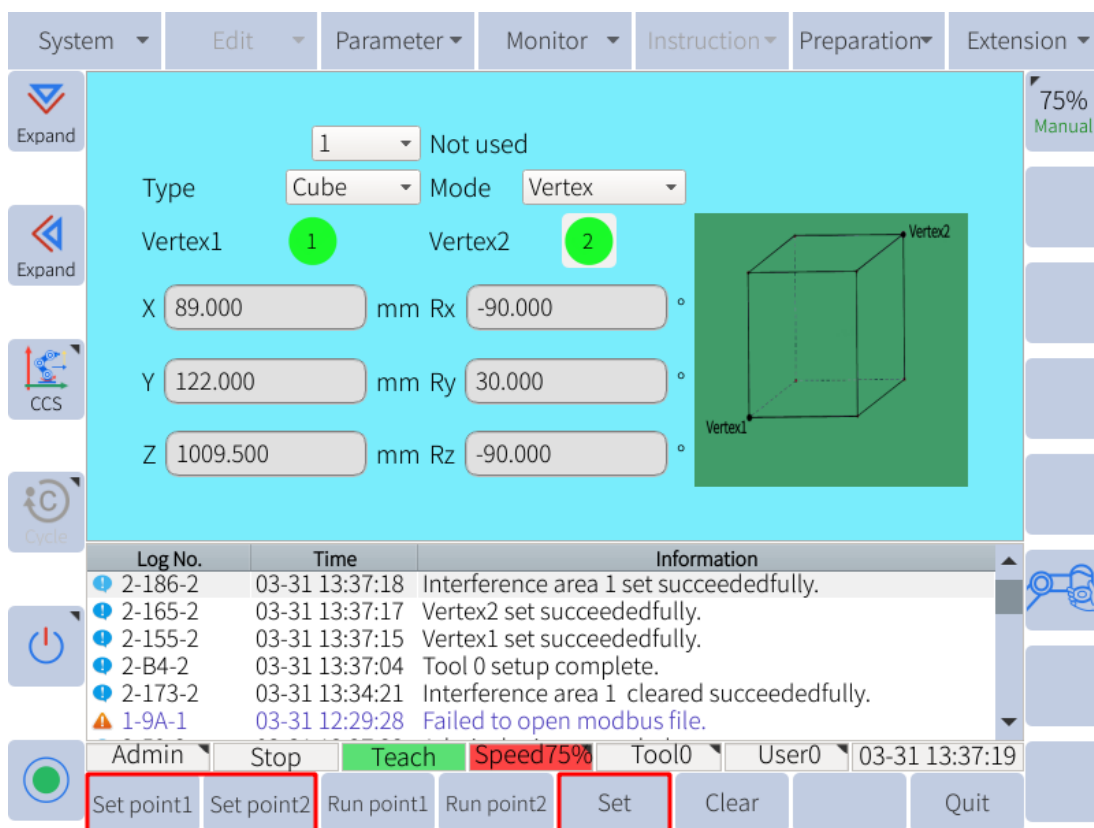 System Edit Parameter Monitor Instruction Preparation Extension
Expand
75%
Manual
1 Not used
Type Cube Mode Vertex
Vertex1 1 Vertex2 2
Vertex2
Expand
X 89.000 mm Rx -90.000 °
CCS
Y 122.000 mm Ry 30.000 °
Vertex1
Z 1009.500 mm Rz -90.000 °
Cycle
Log No. Time Information
2-186-2 03-31 13:37:18 Interference area 1 set succeededfully.
2-165-2 03-31 13:37:17 Vertex2 set succeededfully.
2-155-2 03-31 13:37:15 Vertex1 set succeededfully.
2-B4-2 03-31 13:37:04 Tool 0 setup complete.
2-173-2 03-31 13:34:21 Interference area 1 cleared succeededfully.
1-9A-1 03-31 12:29:28 Failed to open modbus file.
Admin Stop Teach Speed75% Tool0 User0 03-31 13:37:19
Set point1 Set point2 Run point1 Run point2 Set Clear Quit